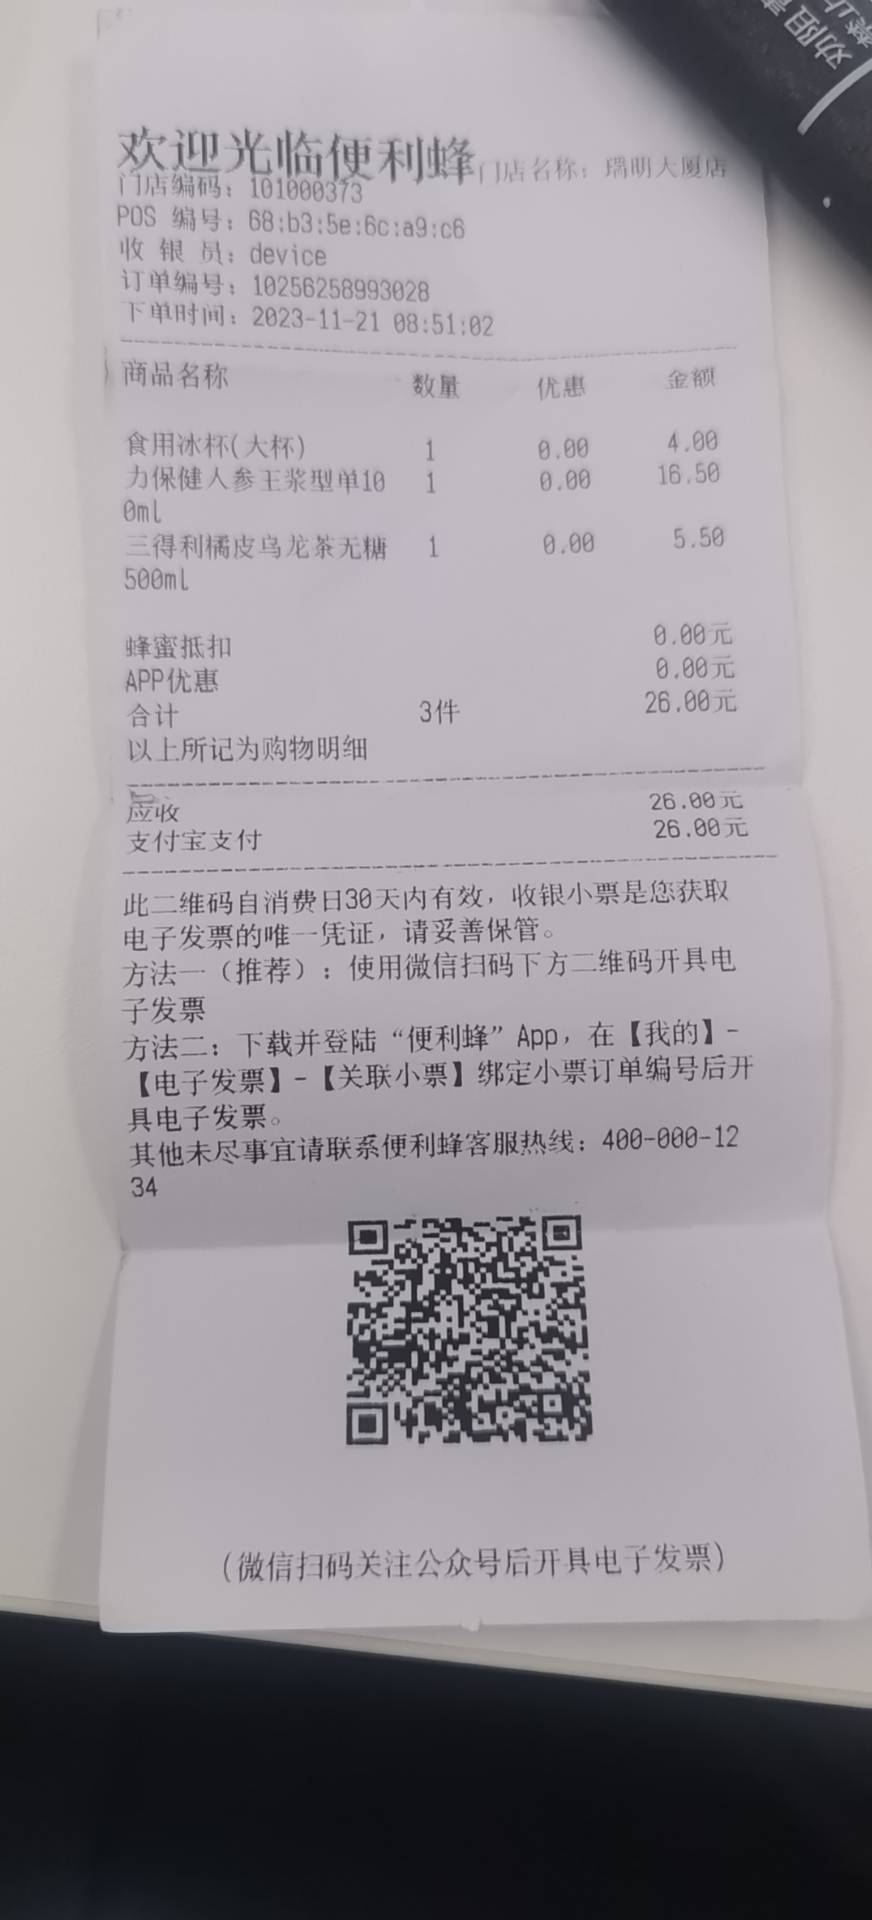 劝阻
禁止
欢迎光临便利蜂门店名称：瑞明大厦店
门店编码：101000373
POS 编号：68:b3:5e:6c:a9:c6
收 银 员：device
订单编号：10256258993028
下单时间：2023-11-21 08:51:02
商品名称 数量 优惠 金额
食用冰杯(大杯) 1 0.00 4.00
力保健人参王浆型单10 1 0.00 16.50
0ml
三得利橘皮乌龙茶无糖 1 0.00 5.50
500ml
蜂蜜抵扣 0.00元
APP优惠 0.00元
合计 3件 26.00元
以上所记为购物明细
应收 26.00元
支付宝支付 26.00元
此二维码自消费日30天内有效，收银小票是您获取
电子发票的唯一凭证，请妥善保管。
方法一（推荐）：使用微信扫码下方二维码开具电
子发票
方法二：下载并登陆“便利蜂”App，在【我的】-
【电子发票】-【关联小票】绑定小票订单编号后开
具电子发票。
其他未尽事宜请联系便利蜂客服热线：400-000-12
34
(微信扫码关注公众号后开具电子发票)